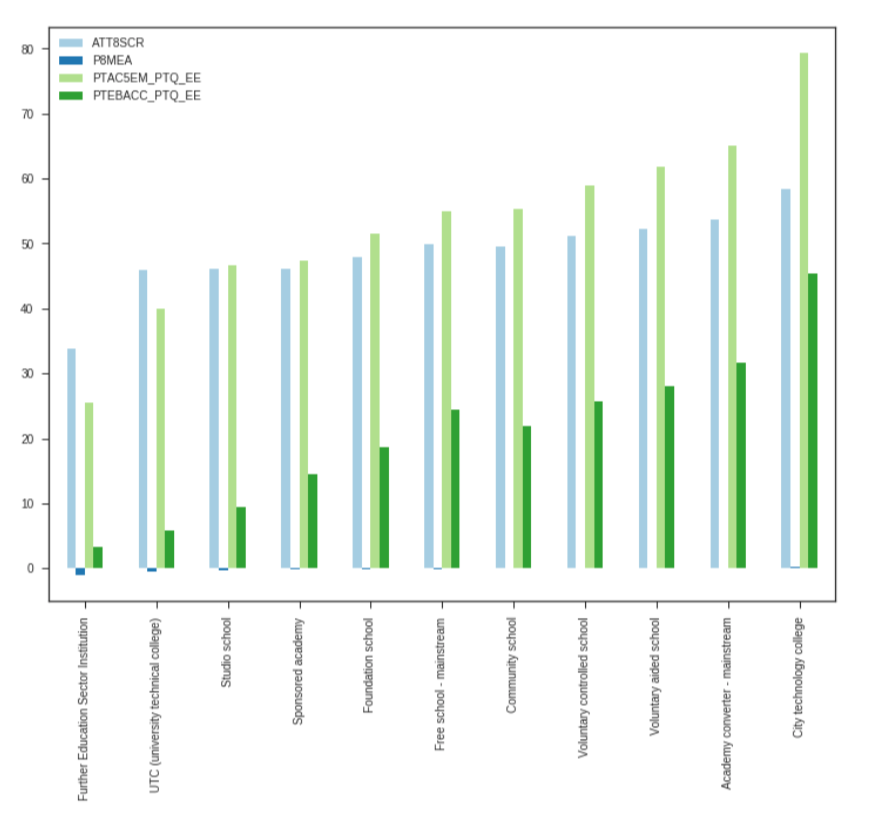 ATT8SCR
P8MEA
PTAC5EM_PTQ_EE
PTEBACC_PTQ_EE
80
70
60
50
40
30
20
10
0
Further Education Sector Institution
UTC (university technical college)
Studio school
Sponsored academy
Foundation school
Free school - mainstream
Community school
Voluntary controlled school
Voluntary aided school
Academy converter - mainstream
City technology college